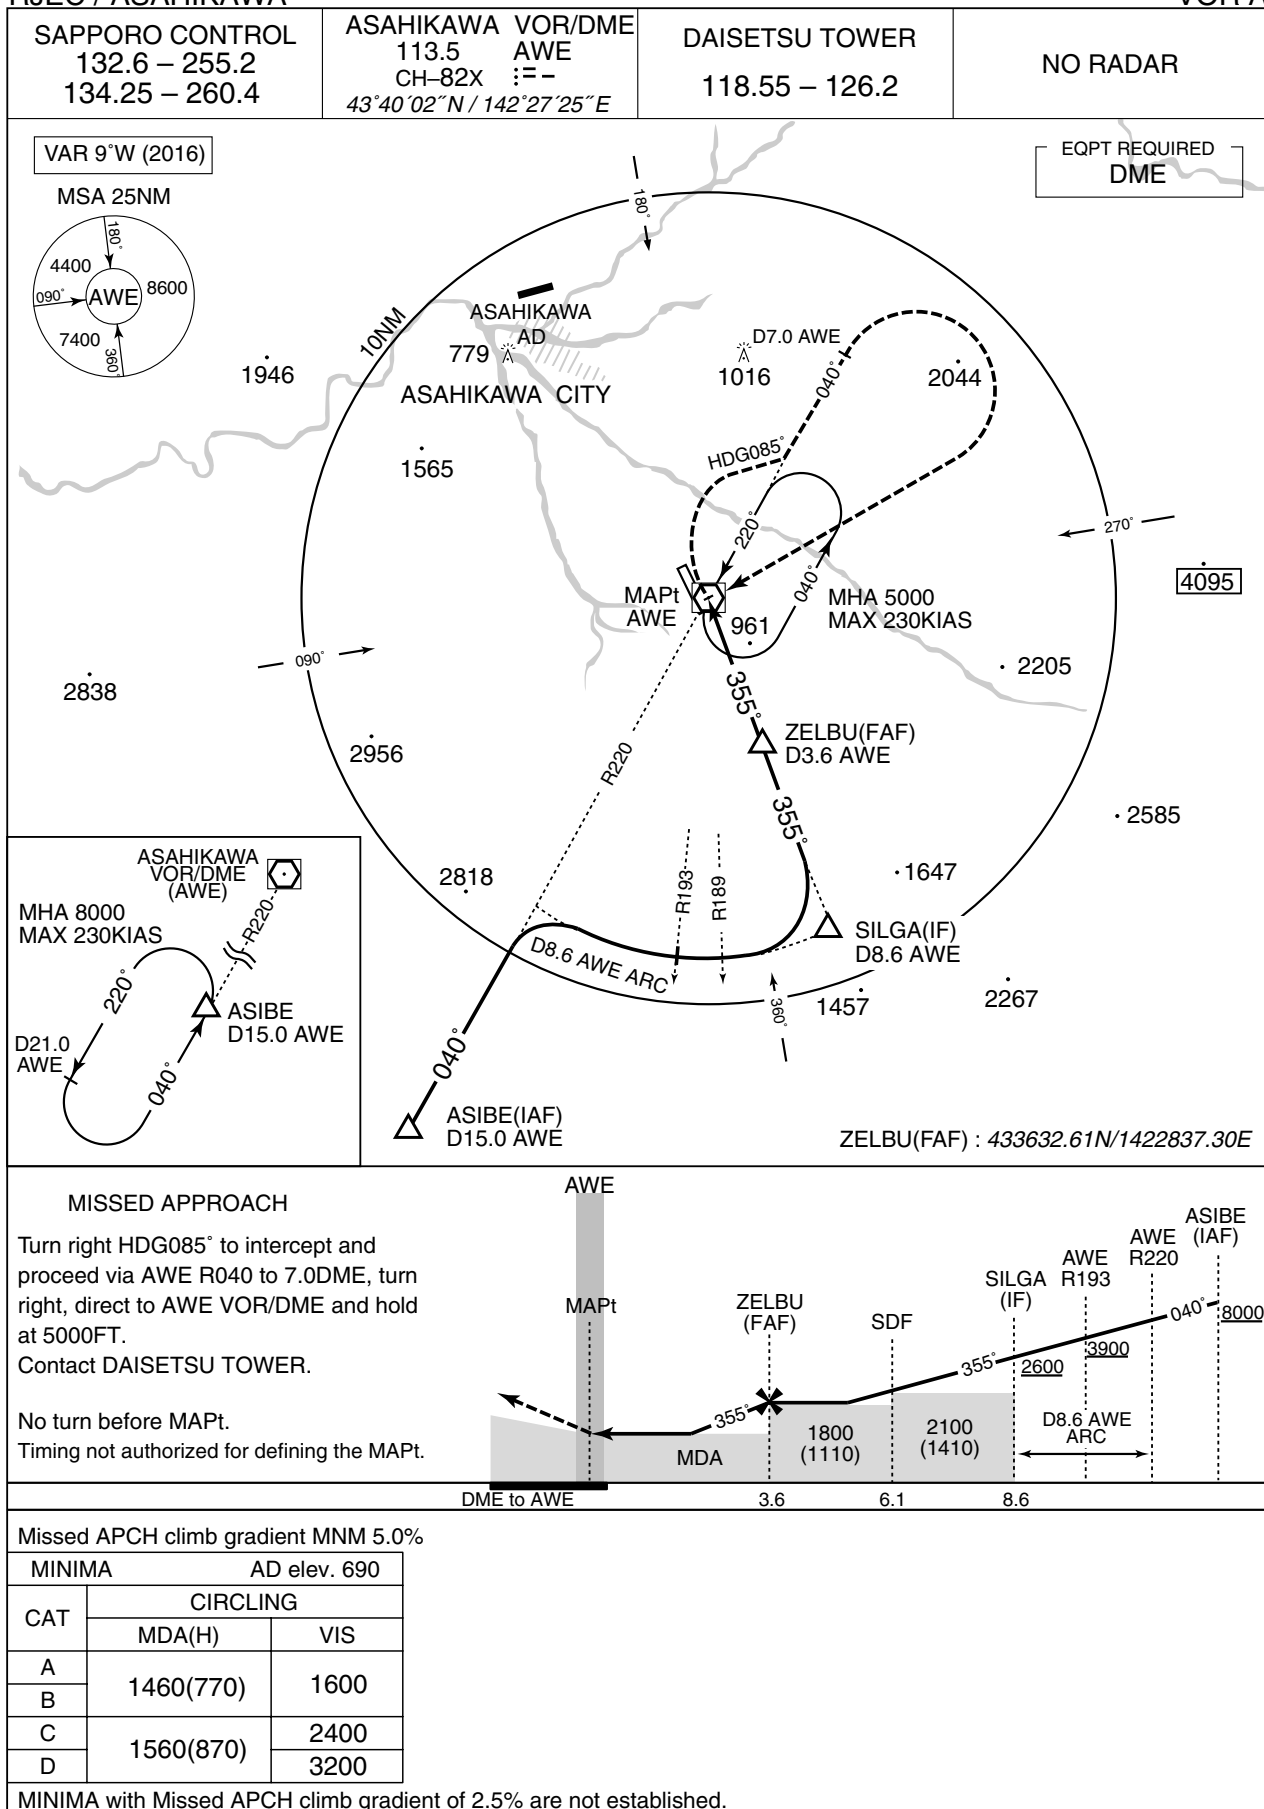 SAPPORO CONTROL
132.6 – 255.2
134.25 – 260.4
ASAHIKAWA VOR/DME
113.5 AWE
CH–82X
43°40´02˝N / 142°27´25˝E
DAISETSU TOWER
118.55 – 126.2
NO RADAR
VAR 9˚W (2016)
MSA 25NM
180˚
4400
8600
090˚
AWE
7400
360˚
EQPT REQUIRED
DME
180˚
10NM
ASAHIKAWA
AD
779
ASAHIKAWA CITY
1946
1565
D7.0 AWE
1016
040˚
2044
HDG085˚
220˚
040˚
270˚
4095
MAPt
AWE
961
MHA 5000
MAX 230KIAS
2205
090˚
2838
2956
355˚
ZELBU(FAF)
D3.6 AWE
R220
355˚
2585
2818
R193
R189
1647
SILGA(IF)
D8.6 AWE
D8.6 AWE ARC
360˚
1457
2267
040˚
ASIBE(IAF)
D15.0 AWE
ASAHIKAWA
VOR/DME
(AWE)
MHA 8000
MAX 230KIAS
R220
220˚
ASIBE
D15.0 AWE
D21.0
AWE
040˚
ZELBU(FAF) : 433632.61N/1422837.30E
MISSED APPROACH
Turn right HDG085˚ to intercept and
proceed via AWE R040 to 7.0DME, turn
right, direct to AWE VOR/DME and hold
at 5000FT.
Contact DAISETSU TOWER.
No turn before MAPt.
Timing not authorized for defining the MAPt.
AWE
MAPt
ZELBU
(FAF)
SDF
SILGA
(IF)
AWE
R193
AWE
R220
ASIBE
(IAF)
040˚
8000
3900
2600
355˚
355˚
MDA
1800
(1110)
2100
(1410)
D8.6 AWE
ARC
DME to AWE 3.6 6.1 8.6
Missed APCH climb gradient MNM 5.0%
MINIMA AD elev. 690
CAT CIRCLING
MDA(H) VIS
A
B
1460(770) 1600
C
D
1560(870)
2400
3200
MINIMA with Missed APCH climb gradient of 2.5% are not established.